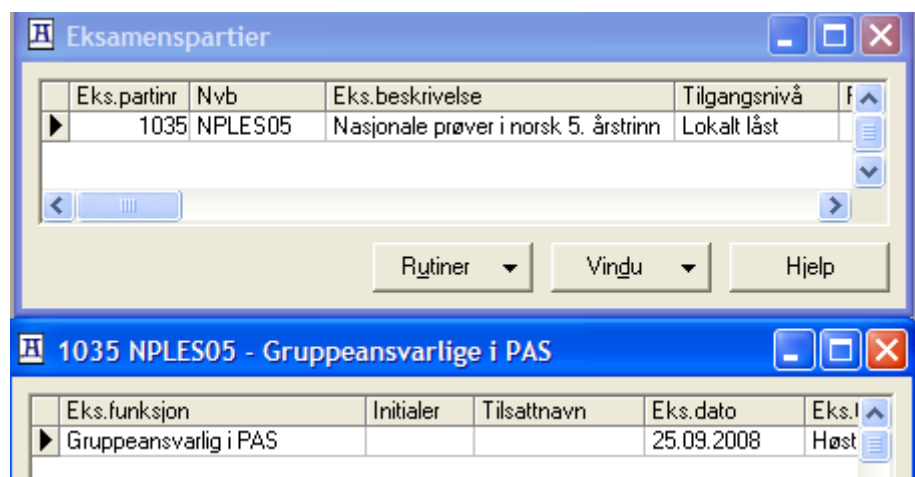 Eksamenspartier
Eks.partinr Nvb Eks.beskrivelse Tilgangsnivå
1035 NPLES05 Nasjonale prøver i norsk 5. årstrinn Lokalt låst
Rutiner Vindu Hjelp
1035 NPLES05 - Gruppeansvarlige i PAS
Eks.funksjon Initialer Tilsattnavn Eks.dato
Gruppeansvarlig i PAS 25.09.2008 Høst